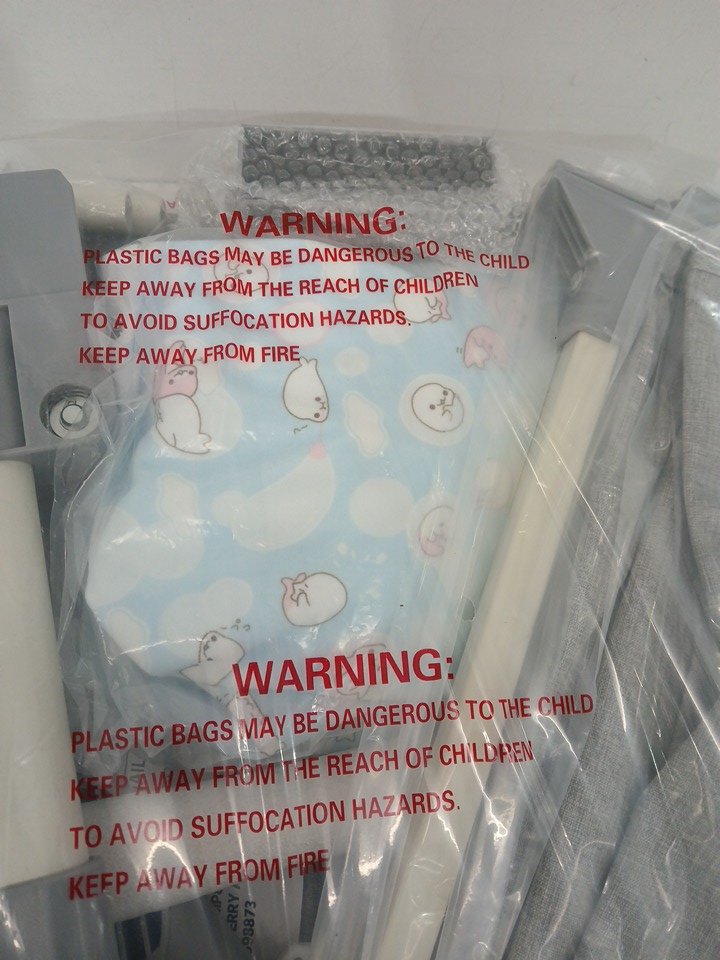 WARNING:
PLASTIC BAGS MAY BE DANGEROUS TO THE CHILD
KEEP AWAY FROM THE REACH OF CHILDREN
TO AVOID SUFFOCATION HAZARDS.
KEEP AWAY FROM FIRE
WARNING:
PLASTIC BAGS MAY BE DANGEROUS TO THE CHILD
KEEP AWAY FROM THE REACH OF CHILDREN
TO AVOID SUFFOCATION HAZARDS.
KEEP AWAY FROM FIRE